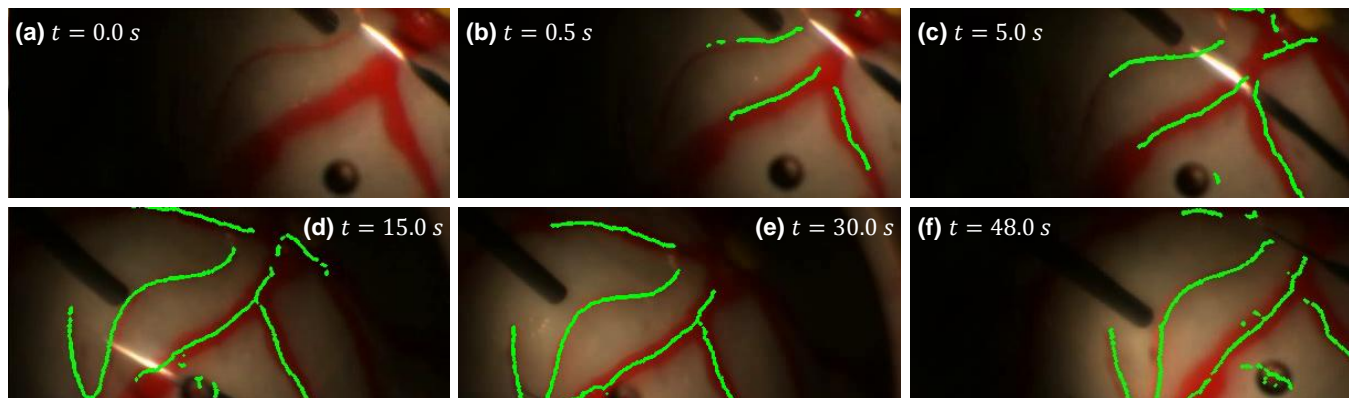 (a) t = 0.0 s
(b) t = 0.5 s
(c) t = 5.0 s
(d) t = 15.0 s
(e) t = 30.0 s
(f) t = 48.0 s